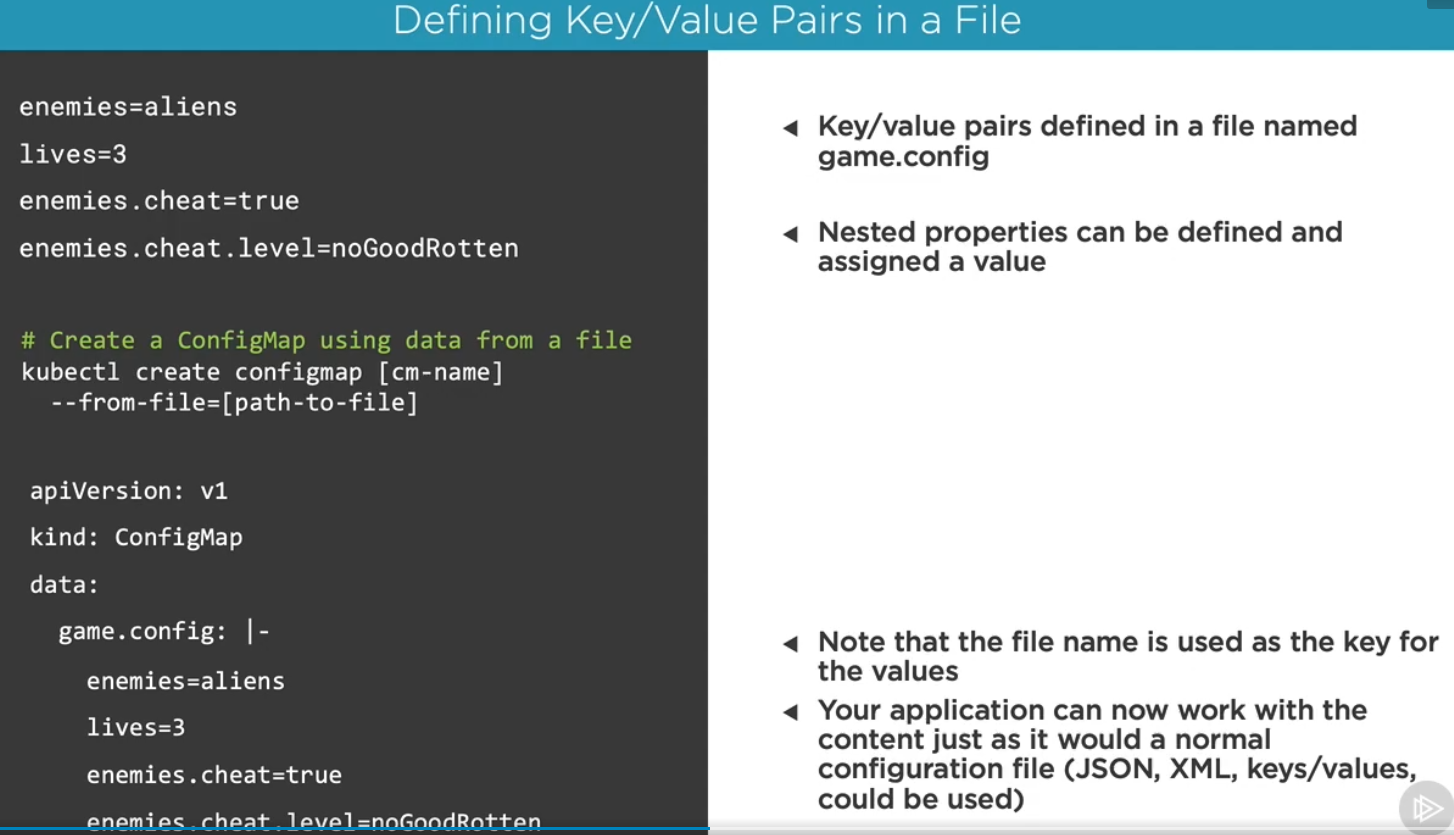 Defining Key/Value Pairs in a File
enemies=aliens
lives=3
enemies.cheat=true
enemies.cheat.level=noGoodRotten
# Create a ConfigMap using data from a file
kubectl create configmap [cm-name]
--from-file=[path-to-file]
apiVersion: v1
kind: ConfigMap
data:
game.config: |-
enemies=aliens
lives=3
enemies.cheat=true
enemies.cheat.level=noGoodRotten
Key/value pairs defined in a file named
game.config
Nested properties can be defined and
assigned a value
Note that the file name is used as the key for
the values
Your application can now work with the
content just as it would a normal
configuration file (JSON, XML, keys/values,
could be used)